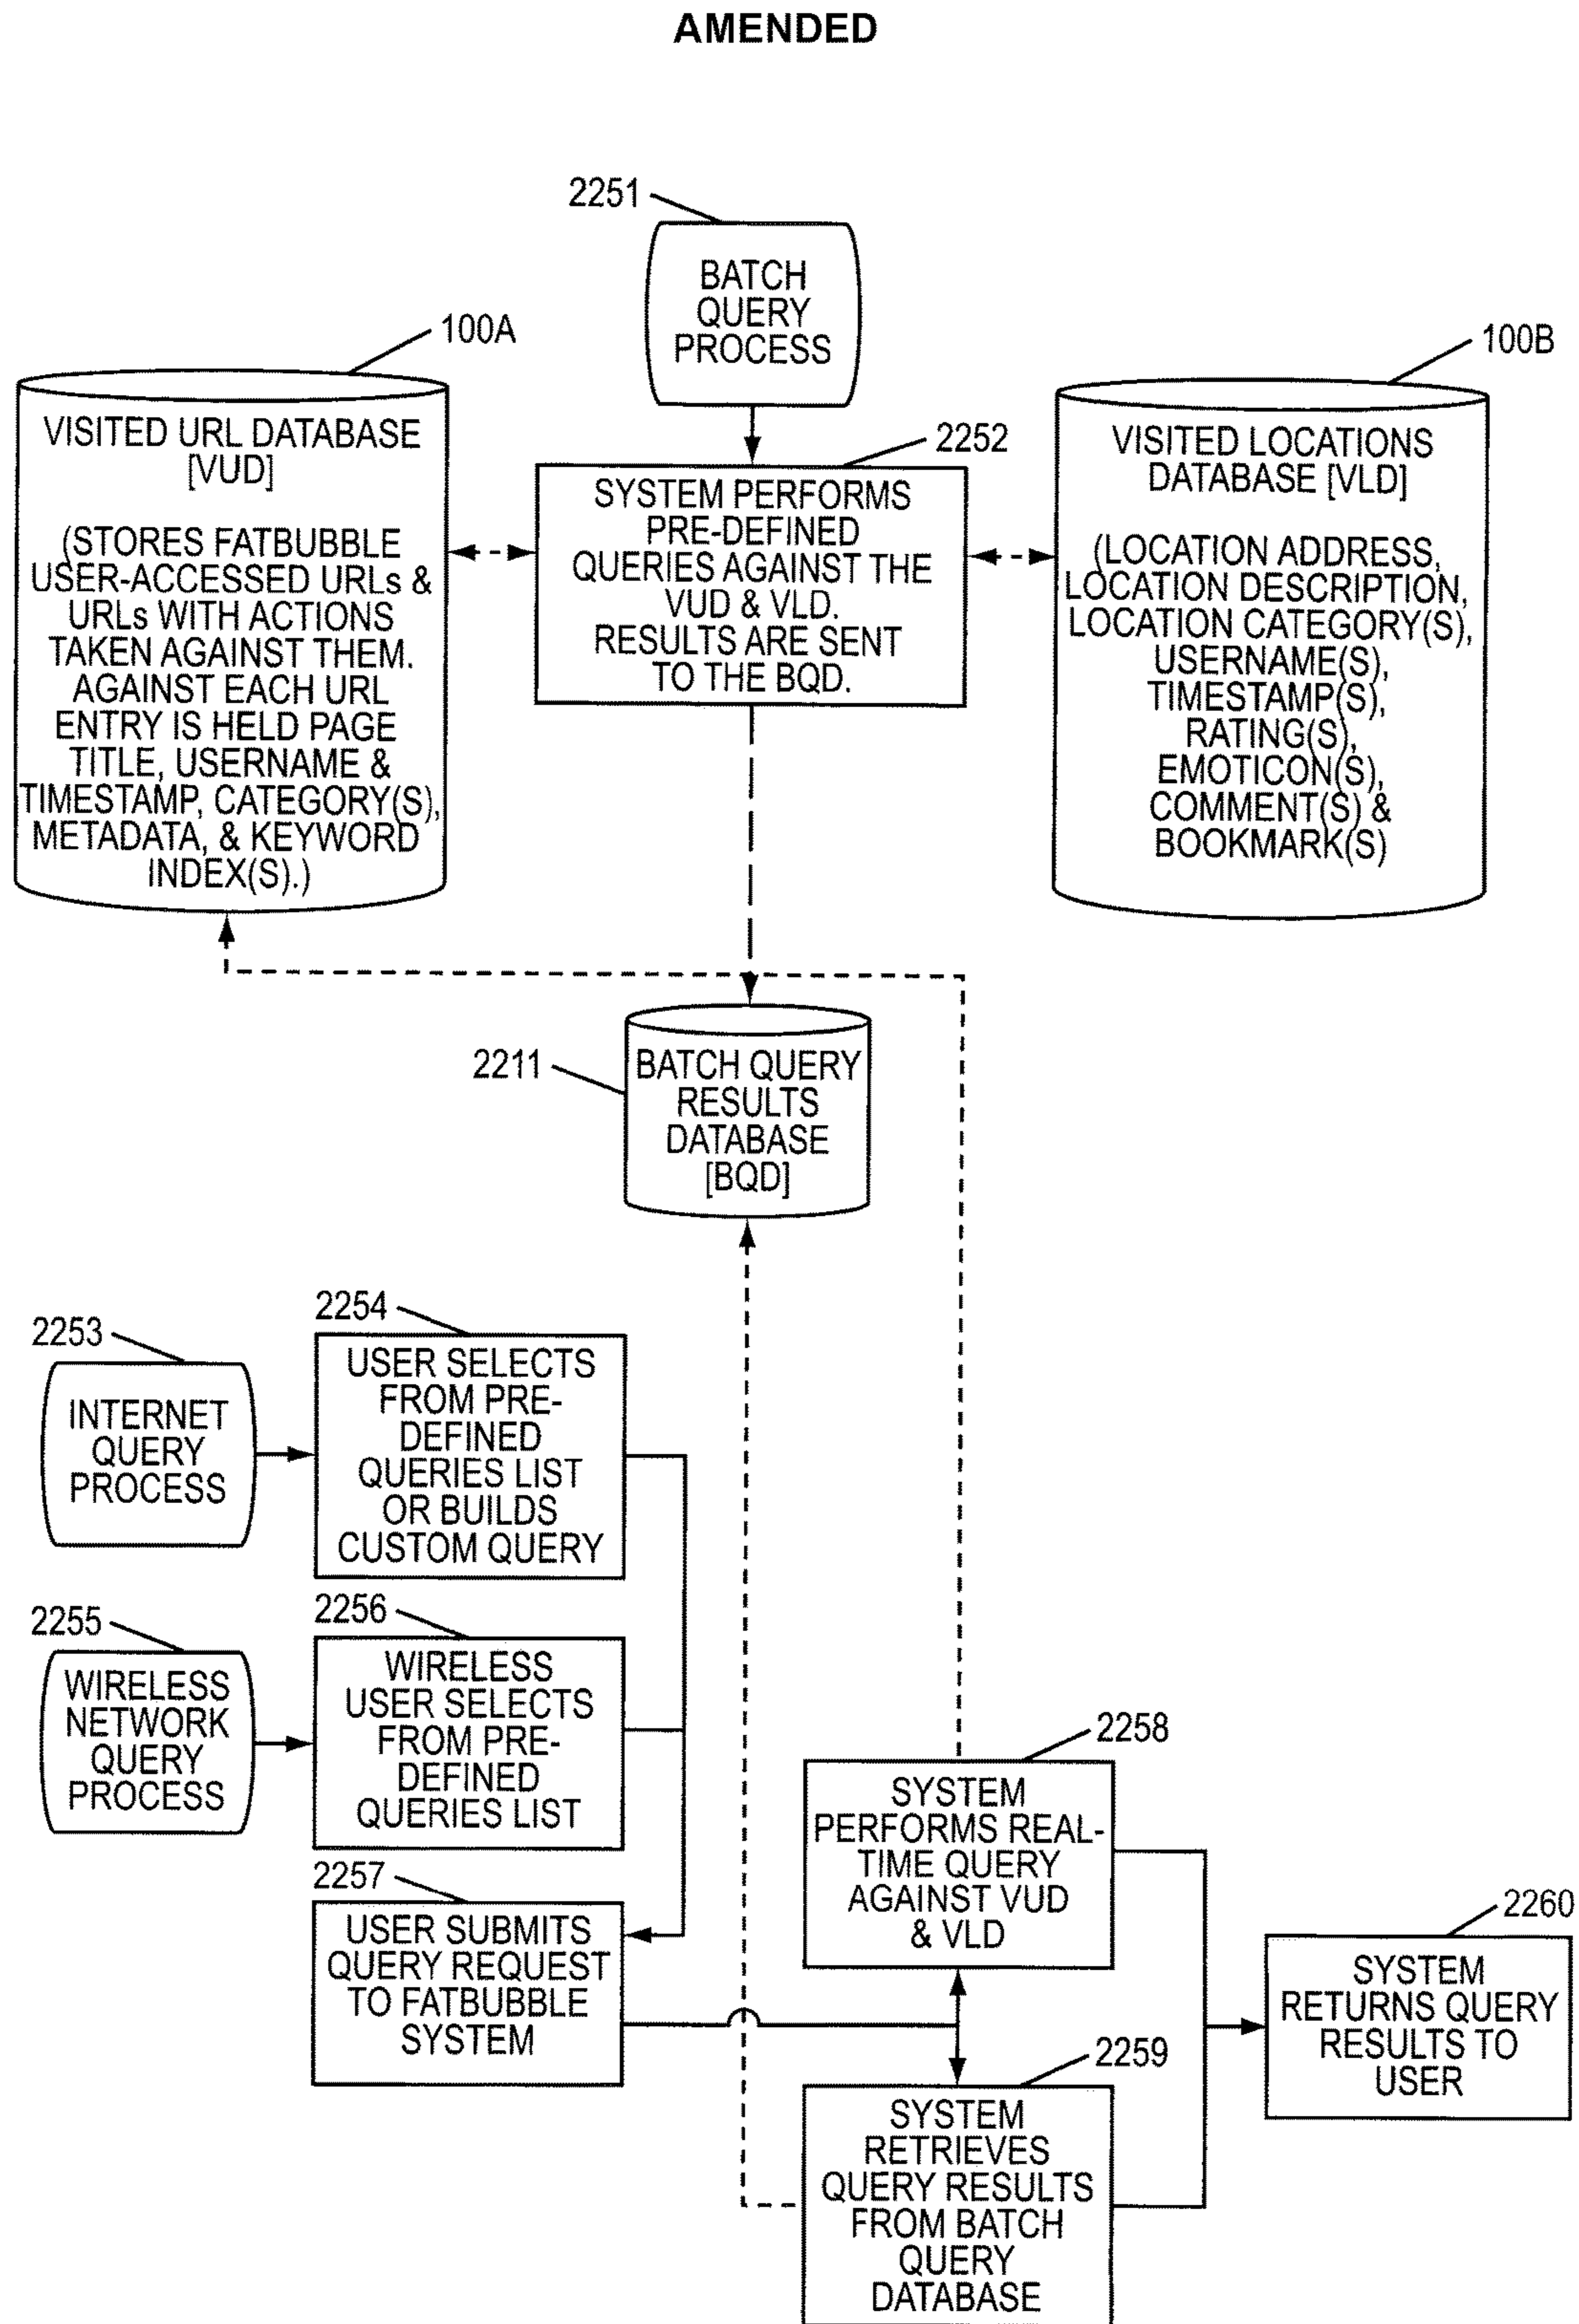 AMENDED
2251
BATCH
QUERY
PROCESS
100A
VISITED URL DATABASE
[VUD]
(STORES FATBUBBLE
USER-ACCESSED URLs &
URLs WITH ACTIONS
TAKEN AGAINST THEM.
AGAINST EACH URL
ENTRY IS HELD PAGE
TITLE, USERNAME &
TIMESTAMP, CATEGORY(S),
METADATA, & KEYWORD
INDEX(S).)
2252
SYSTEM PERFORMS
PRE-DEFINED
QUERIES AGAINST THE
VUD & VLD.
RESULTS ARE SENT
TO THE BQD.
100B
VISITED LOCATIONS
DATABASE [VLD]
(LOCATION ADDRESS,
LOCATION DESCRIPTION,
LOCATION CATEGORY(S),
USERNAME(S),
TIMESTAMP(S),
RATING(S),
EMOTICON(S),
COMMENT(S) &
BOOKMARK(S)
2211
BATCH QUERY
RESULTS
DATABASE
[BQD]
2253
INTERNET
QUERY
PROCESS
2254
USER SELECTS
FROM PRE-
DEFINED
QUERIES LIST
OR BUILDS
CUSTOM QUERY
2255
WIRELESS
NETWORK
QUERY
PROCESS
2256
WIRELESS
USER SELECTS
FROM PRE-
DEFINED
QUERIES LIST
2257
USER SUBMITS
QUERY REQUEST
TO FATBUBBLE
SYSTEM
2258
SYSTEM
PERFORMS REAL-
TIME QUERY
AGAINST VUD
& VLD
2259
SYSTEM
RETRIEVES
QUERY RESULTS
FROM BATCH
QUERY
DATABASE
2260
SYSTEM
RETURNS QUERY
RESULTS TO
USER